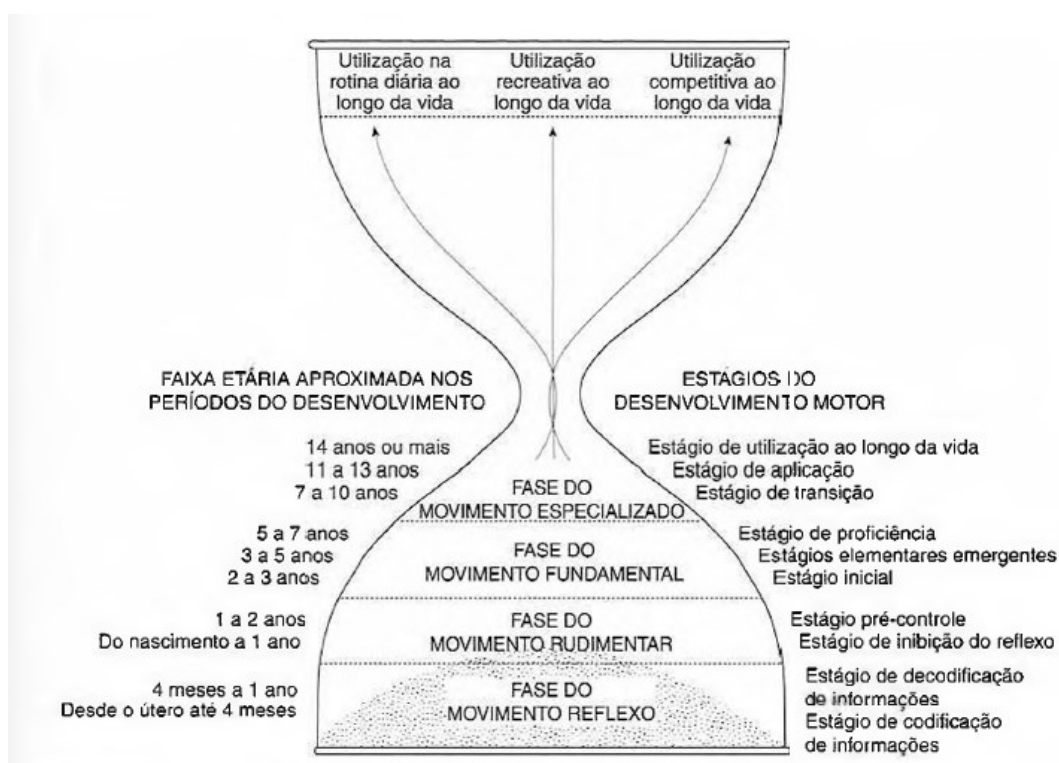 Utilização na
rotina diária ao
longo da vida
Utilização
recreativa ao
longo da vida
Utilização
competitiva ao
longo da vida
FAIXA ETÁRIA APROXIMADA NOS
PERÍODOS DO DESENVOLVIMENTO
ESTÁGIOS DO
DESENVOLVIMENTO MOTOR
14 anos ou mais
11 a 13 anos
7 a 10 anos
FASE DO
MOVIMENTO ESPECIALIZADO
Estágio de utilização ao longo da vida
Estágio de aplicação
Estágio de transição
5 a 7 anos
3 a 5 anos
2 a 3 anos
FASE DO
MOVIMENTO FUNDAMENTAL
Estágio de proficiência
Estágios elementares emergentes
Estágio inicial
1 a 2 anos
Do nascimento a 1 ano
FASE DO
MOVIMENTO RUDIMENTAR
Estágio pré-controle
Estágio de inibição do reflexo
4 meses a 1 ano
Desde o útero até 4 meses
FASE DO
MOVIMENTO REFLEXO
Estágio de decodificação
de informações
Estágio de codificação
de informações